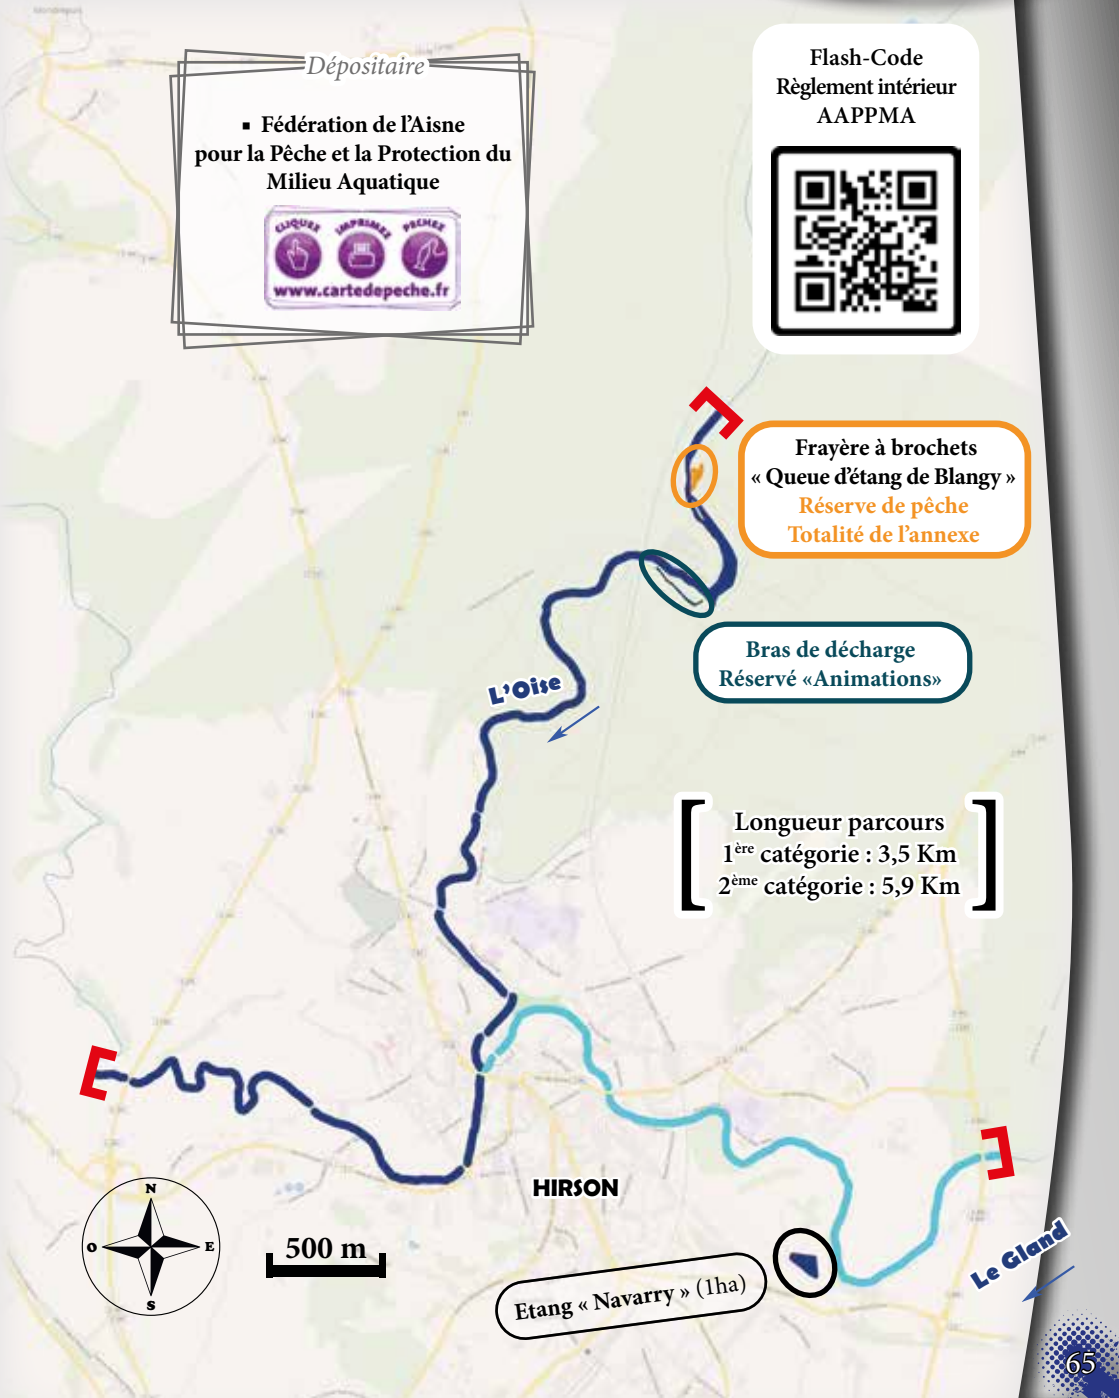 Dépositaire
▪ Fédération de l'Aisne
pour la Pêche et la Protection du
Milieu Aquatique
CLIQUEZ IMPRIMEZ PECHEZ
www.cartedepeche.fr
Flash-Code
Règlement intérieur
AAPPMA
Frayère à brochets
« Queue d'étang de Blangy »
Réserve de pêche
Totalité de l'annexe
Bras de décharge
Réservé «Animations»
L'Oise
Longueur parcours
1ère catégorie : 3,5 Km
2ème catégorie : 5,9 Km
HIRSON
N
O
E
S
500 m
Etang « Navarry » (1ha)
Le Gland
65